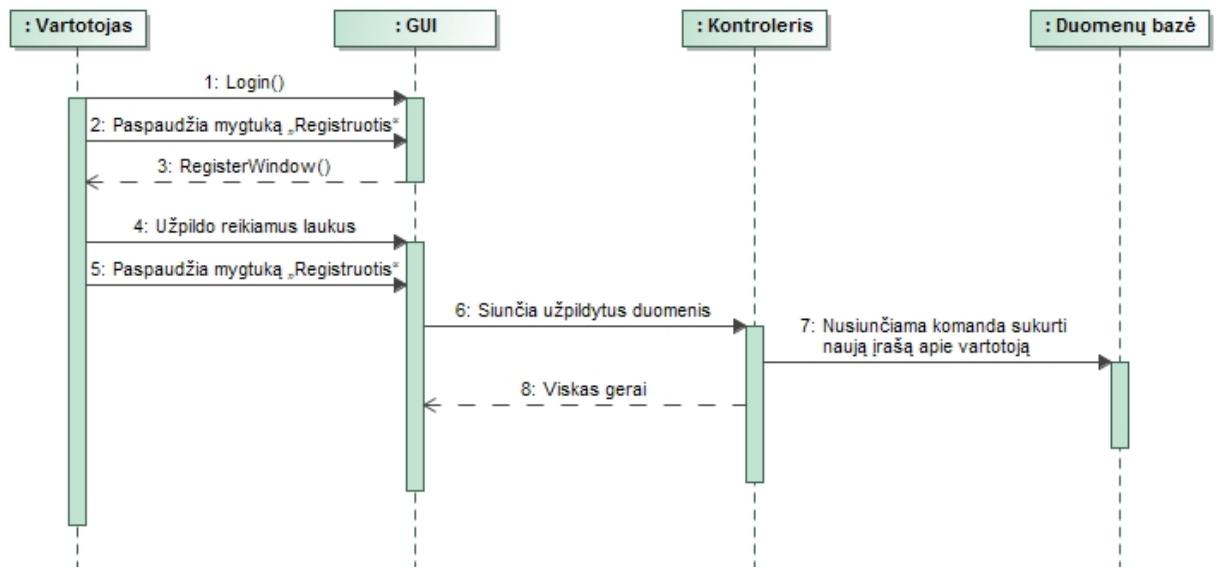 : Vartotojas
: GUI
: Kontroleris
: Duomenų bazė
1: Login()
2: Paspaudžia mygtuką „Registruotis“
3: RegisterWindow()
4: Užpildo reikiamus laukus
5: Paspaudžia mygtuką „Registruotis“
6: Siunčia užpildytus duomenis
7: Nusiunčiama komanda sukurti
naują įrašą apie vartotoją
8: Viskas gerai